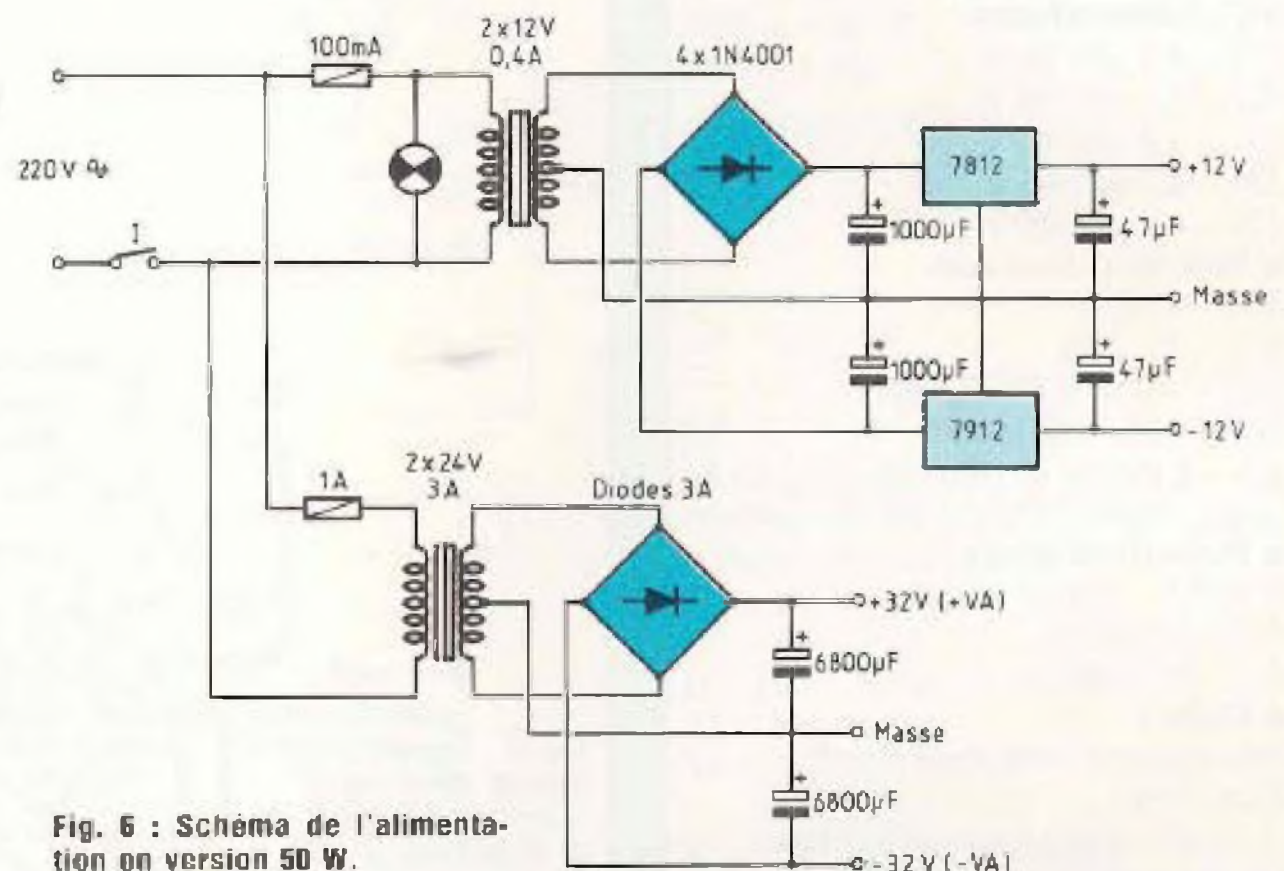 100mA
2x12V
0,4A
4x1N4001
220V
I
7812
+12V
1000µF
47µF
Masse
1000µF
47µF
7912
-12V
1A
2x24V
3A
Diodes 3A
+32V (+VA)
6800µF
Masse
6800µF
-32V (-VA)
Fig. 6 : Schéma de l'alimenta-
tion en version 50 W.